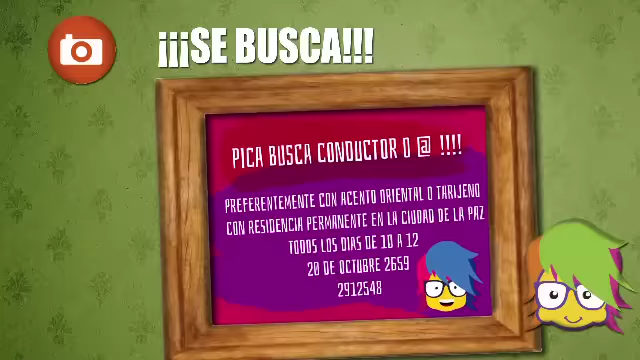 ¡¡¡SE BUSCA!!!
PICA BUSCA CONDUCTOR O @ !!!!
PREFERENTEMENTE CON ACENTO ORIENTAL O TARIJENO
CON RESIDENCIA PERMANENTE EN LA CIUDAD DE LA PAZ
TODOS LOS DIAS DE 10 A 12
20 DE OCTUBRE 2659
2912548